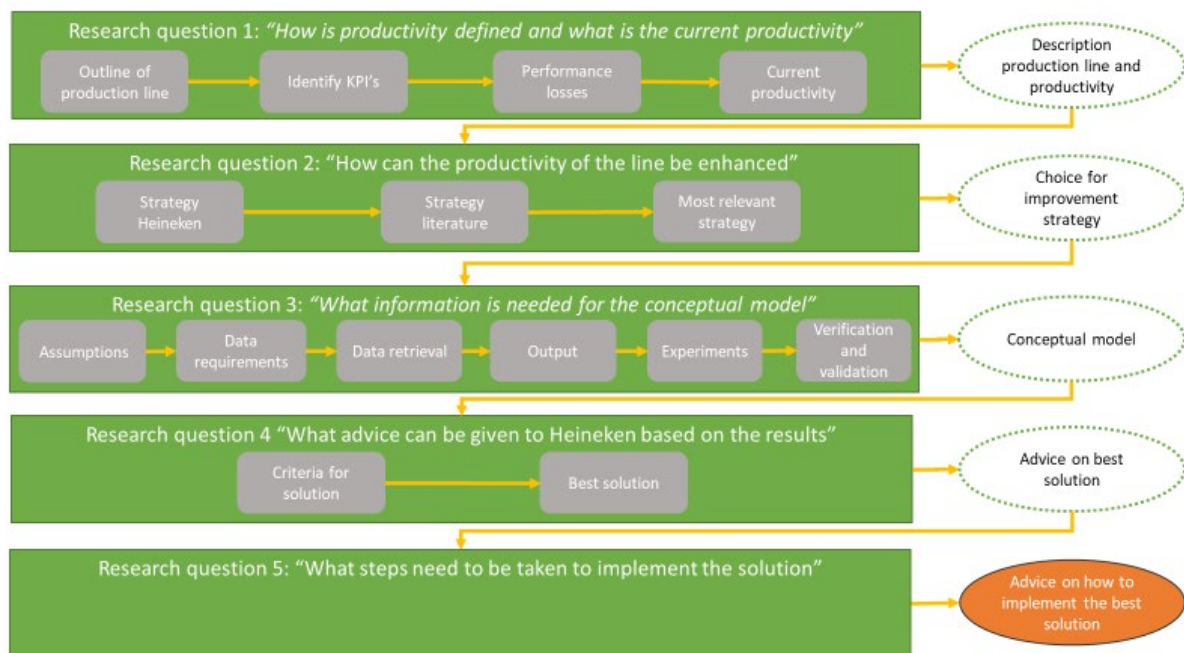 Research question 1: “How is productivity defined and what is the current productivity”
Outline of
production line
Identify KPI's
Performance
losses
Current
productivity
Description
production line and
productivity
Research question 2: “How can the productivity of the line be enhanced”
Strategy
Heineken
Strategy
literature
Most relevant
strategy
Choice for
improvement
strategy
Research question 3: “What information is needed for the conceptual model”
Assumptions
Data
requirements
Data retrieval
Output
Experiments
Verification
and
validation
Conceptual model
Research question 4 “What advice can be given to Heineken based on the results”
Criteria for
solution
Best solution
Advice on best
solution
Research question 5: “What steps need to be taken to implement the solution”
Advice on how to
implement the best
solution